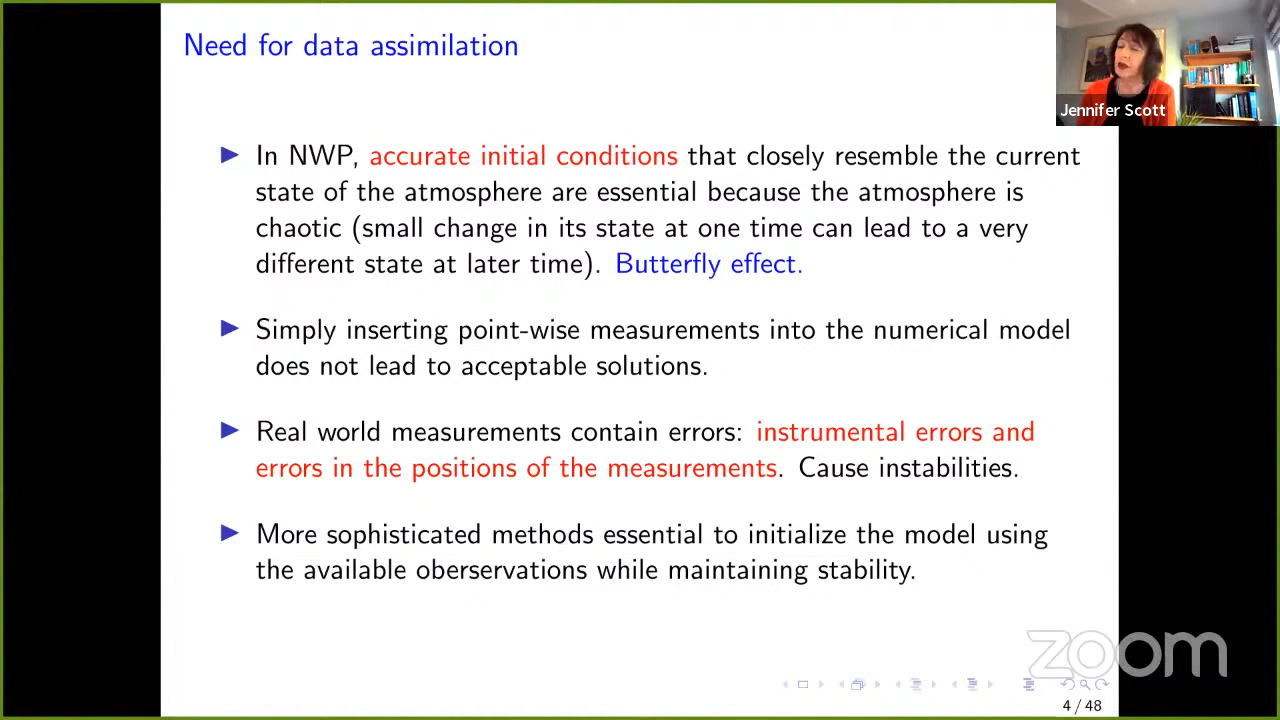 Need for data assimilation
Jennifer Scott
In NWP, accurate initial conditions that closely resemble the current
state of the atmosphere are essential because the atmosphere is
chaotic (small change in its state at one time can lead to a very
different state at later time). Butterfly effect.
Simply inserting point-wise measurements into the numerical model
does not lead to acceptable solutions.
Real world measurements contain errors: instrumental errors and
errors in the positions of the measurements. Cause instabilities.
More sophisticated methods essential to initialize the model using
the available oberservations while maintaining stability.
zoom
4 / 48